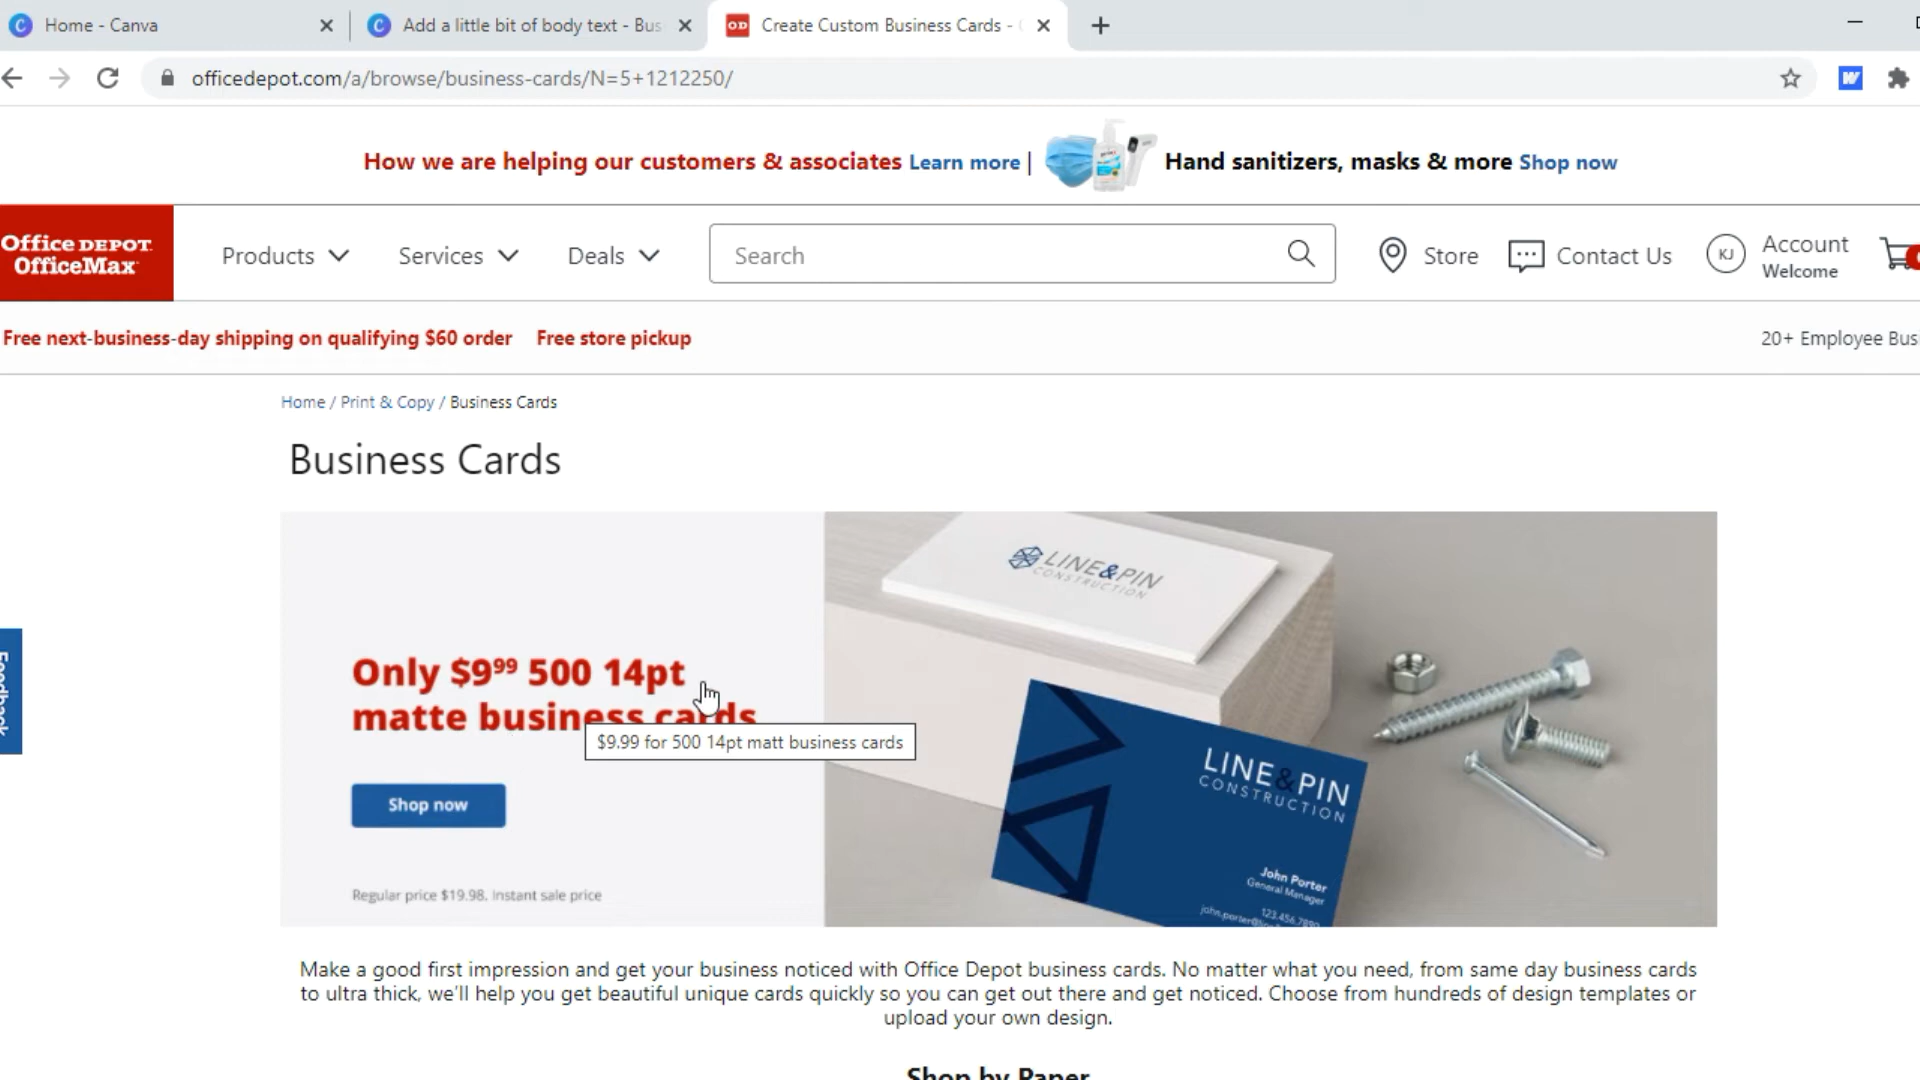 Home - Canva
Add a little bit of body text - Bus
OD
Create Custom Business Cards -
officedepot.com/a/browse/business-cards/N=5+1212250/
How we are helping our customers & associates Learn more | Hand sanitizers, masks & more Shop now
Office DEPOT
OfficeMax
Products
Services
Deals
Search
Store
Contact Us
KJ
Account
Welcome
Free next-business-day shipping on qualifying $60 order Free store pickup
20+ Employee Bus
Home / Print & Copy / Business Cards
Business Cards
Only $9⁹⁹ 500 14pt
matte business cards
$9.99 for 500 14pt matt business cards
Shop now
Regular price $19.98. Instant sale price
LINE&PIN
CONSTRUCTION
LINE&PIN
CONSTRUCTION
John Porter
General Manager
123.456.7890
Feedback
Make a good first impression and get your business noticed with Office Depot business cards. No matter what you need, from same day business cards
to ultra thick, we'll help you get beautiful unique cards quickly so you can get out there and get noticed. Choose from hundreds of design templates or
upload your own design.
Shop by Paper